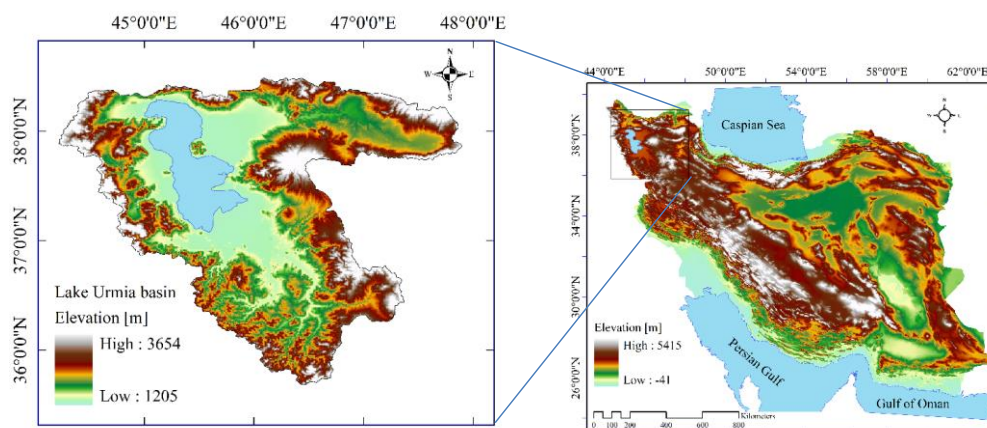 45°0'0"E 46°0'0"E 47°0'0"E 48°0'0"E
38°0'0"N
37°0'0"N
36°0'0"N
N
W E
S
Lake Urmia basin
Elevation [m]
High : 3654
Low : 1205
44°0'0"E 50°0'0"E 54°0'0"E 58°0'0"E 62°0'0"E
38°0'0"N
34°0'0"N
30°0'0"N
26°0'0"N
Caspian Sea
Persian Gulf
Gulf of Oman
Elevation [m]
High : 5415
Low : -41
0 100 200 400 600 800
Kilometers